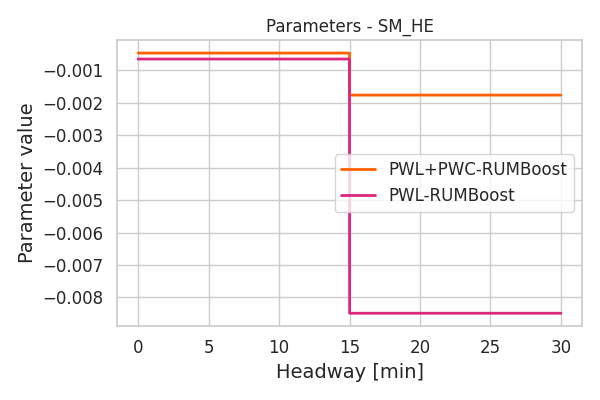 Parameters - SM_HE
Parameter value
−0.001
−0.002
−0.003
−0.004
−0.005
−0.006
−0.007
−0.008
PWL+PWC-RUMBoost
PWL-RUMBoost
0 5 10 15 20 25 30
Headway [min]